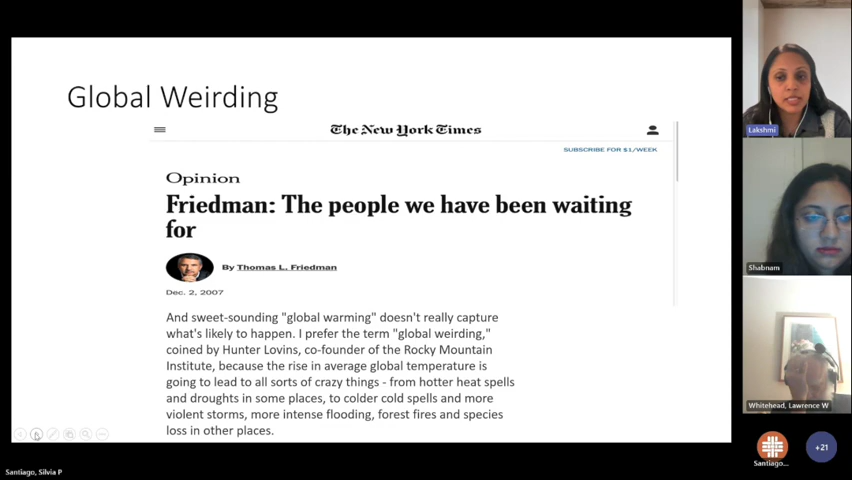 Global Weirding
The New York Times
SUBSCRIBE FOR $1/WEEK
Opinion
Friedman: The people we have been waiting
for
By Thomas L. Friedman
Dec. 2, 2007
And sweet-sounding "global warming" doesn't really capture
what's likely to happen. I prefer the term "global weirding,"
coined by Hunter Lovins, co-founder of the Rocky Mountain
Institute, because the rise in average global temperature is
going to lead to all sorts of crazy things - from hotter heat spells
and droughts in some places, to colder cold spells and more
violent storms, more intense flooding, forest fires and species
loss in other places.
Santiago, Silvia P
Lakshmi
Shabnam
Whitehead, Lawrence W
Santiago...
+21